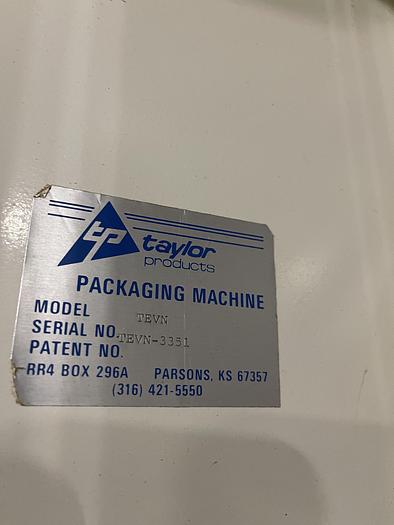 tp taylor
products
PACKAGING MACHINE
MODEL TEVN
SERIAL NO. TEVN-3351
PATENT NO.
RR4 BOX 296A PARSONS, KS 67357
(316) 421-5550